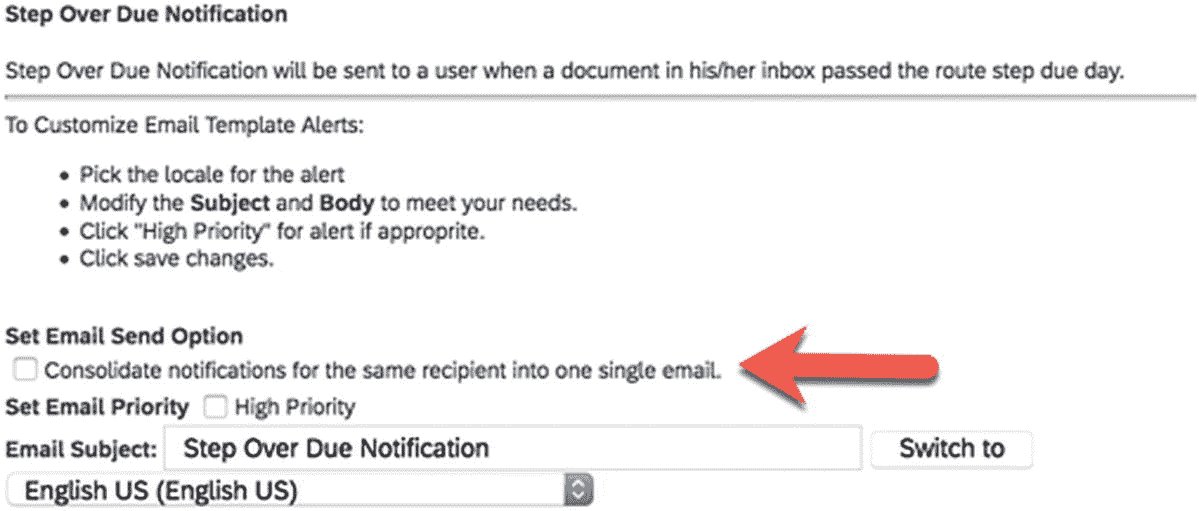 Step Over Due Notification
Step Over Due Notification will be sent to a user when a document in his/her inbox passed the route step due day.
To Customize Email Template Alerts:
• Pick the locale for the alert
• Modify the Subject and Body to meet your needs.
• Click "High Priority" for alert if approprite.
• Click save changes.
Set Email Send Option
Consolidate notifications for the same recipient into one single email.
Set Email Priority High Priority
Email Subject: Step Over Due Notification Switch to
English US (English US)